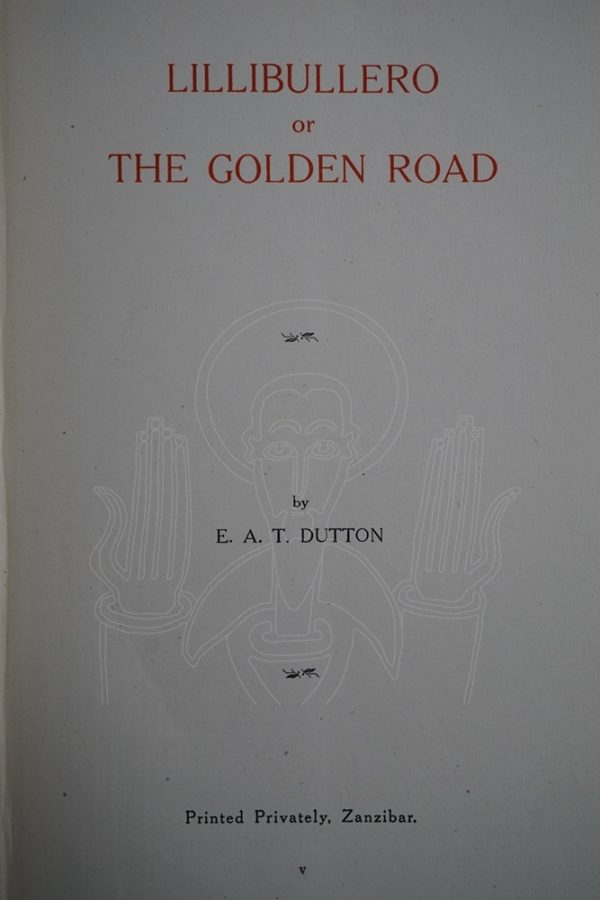 LILLIBULLERO
or
THE GOLDEN ROAD
by
E. A. T. DUTTON
Printed Privately, Zanzibar.
v